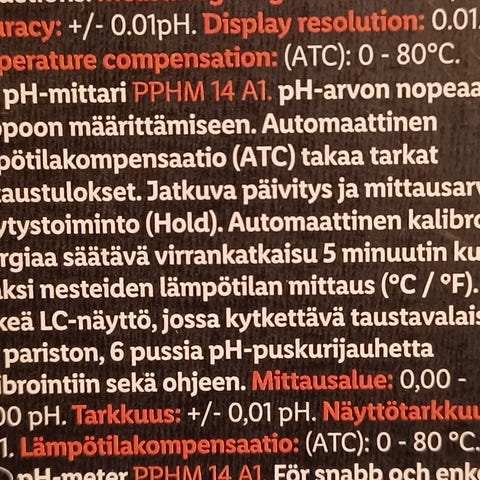 uracy: +/- 0.01pH. Display resolution: 0.01.
perature compensation: (ATC): 0 - 80°C.
pH-mittari PPHM 14 A1. pH-arvon nopeaa
poon määrittämiseen. Automaattinen
pötilakompensaatio (ATC) takaa tarkat
taustulokset. Jatkuva päivitys ja mittausarv
ytystoiminto (Hold). Automaattinen kalibro
rgiaa säätävä virrankatkaisu 5 minuutin ku
ksi nesteiden lämpötilan mittaus (°C / °F).
keä LC-näyttö, jossa kytkettävä taustavalais
pariston, 6 pussia pH-puskurijauhetta
ibrointiin sekä ohjeen. Mittausalue: 0,00 -
00 pH. Tarkkuus: +/- 0,01 pH. Näyttötarkkuu
1. Lämpötilakompensaatio: (ATC): 0 - 80 °C.
pH-meter PPHM 14 A1. För snabb och enke